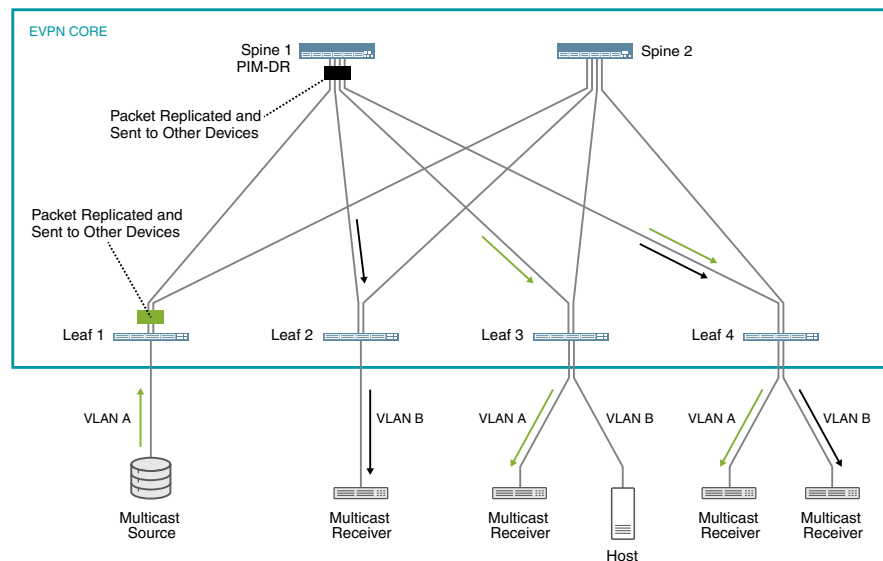 EVPN CORE
Spine 1
PIM-DR
Spine 2
Packet Replicated and
Sent to Other Devices
Packet Replicated and
Sent to Other Devices
Leaf 1
Leaf 2
Leaf 3
Leaf 4
VLAN A
VLAN B
VLAN A
VLAN B
VLAN A
VLAN B
Multicast
Source
Multicast
Receiver
Multicast
Receiver
Host
Multicast
Receiver
Multicast
Receiver